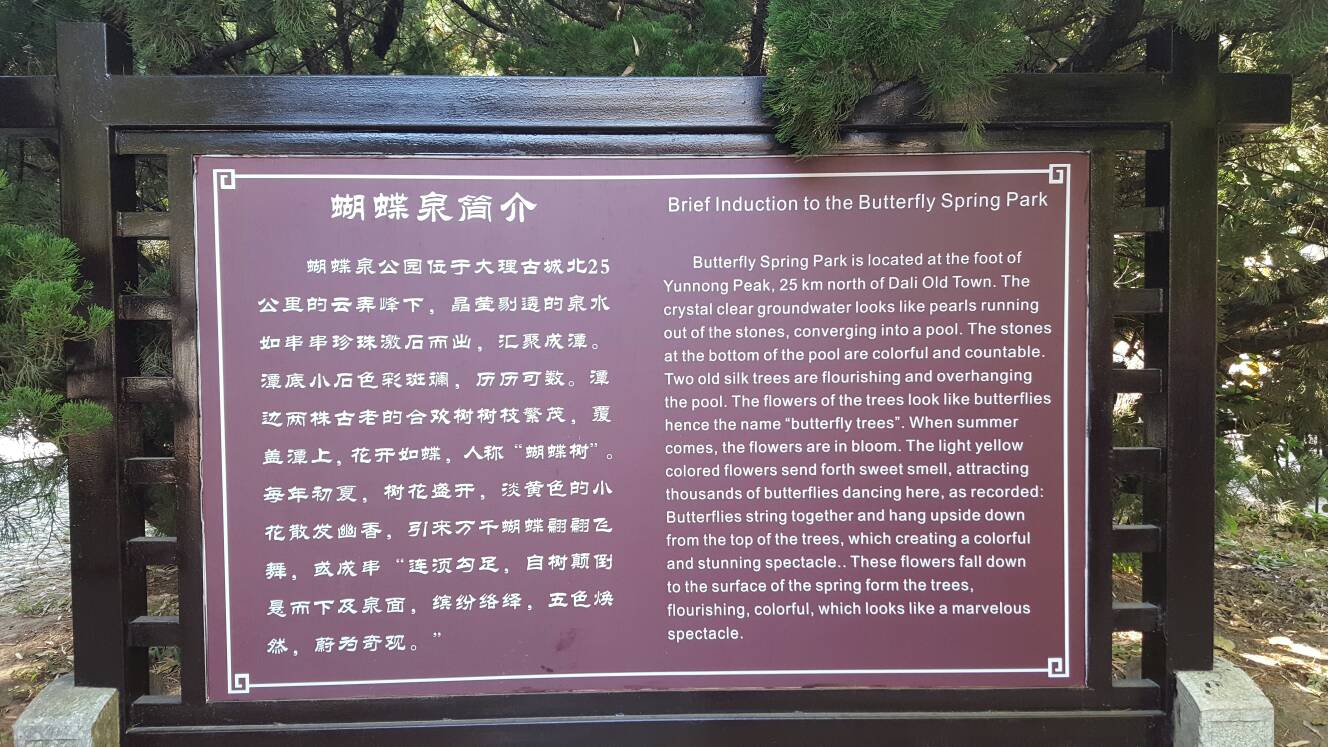 蝴蝶泉简介
蝴蝶泉公园位于大理古城北25
公里的云弄峰下，晶莹剔透的泉水
如串串珍珠激石而出，汇聚成潭。
潭底小石色彩斑斓，历历可数。潭
边两株古老的合欢树树枝繁茂，覆
盖潭上，花开如蝶，人称“蝴蝶树”。
每年初夏，树花盛开，淡黄色的小
花散发幽香，引来万千蝴蝶翩翩飞
舞，或成串“连须勾足，自树颠倒
悬而下及泉面，缤纷络绎，五色焕
然，蔚为奇观。”
Brief Induction to the Butterfly Spring Park
Butterfly Spring Park is located at the foot of
Yunnong Peak, 25 km north of Dali Old Town. The
crystal clear groundwater looks like pearls running
out of the stones, converging into a pool. The stones
at the bottom of the pool are colorful and countable.
Two old silk trees are flourishing and overhanging
the pool. The flowers of the trees look like butterflies
hence the name “butterfly trees”. When summer
comes, the flowers are in bloom. The light yellow
colored flowers send forth sweet smell, attracting
thousands of butterflies dancing here, as recorded:
Butterflies string together and hang upside down
from the top of the trees, which creating a colorful
and stunning spectacle.. These flowers fall down
to the surface of the spring form the trees,
flourishing, colorful, which looks like a marvelous
spectacle.